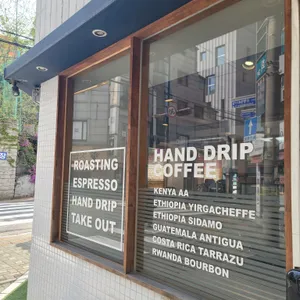 ROASTING
ESPRESSO
HAND DRIP
TAKE OUT
HAND DRIP
COFFEE
KENYA AA
ETHIOPIA YIRGACHEFFE
ETHIOPIA SIDAMO
GUATEMALA ANTIGUA
COSTA RICA TARRAZU
RWANDA BOURBON